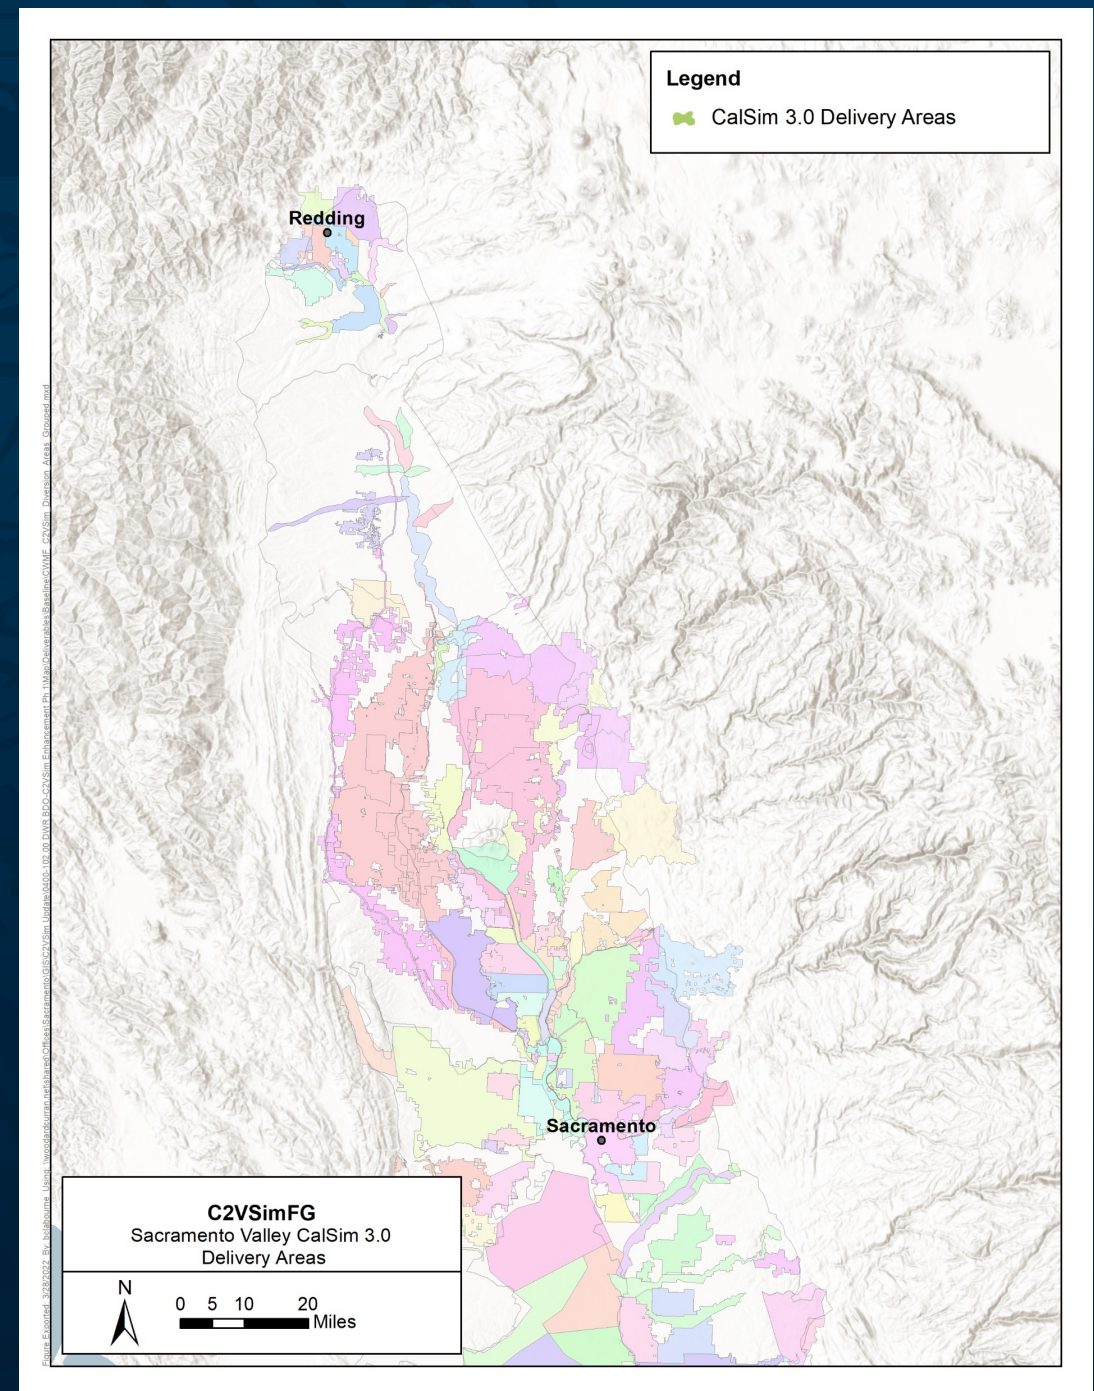 Legend
CalSim 3.0 Delivery Areas
Redding
Sacramento
C2VSimFG
Sacramento Valley CalSim 3.0
Delivery Areas
N
0 5 10 20
Miles